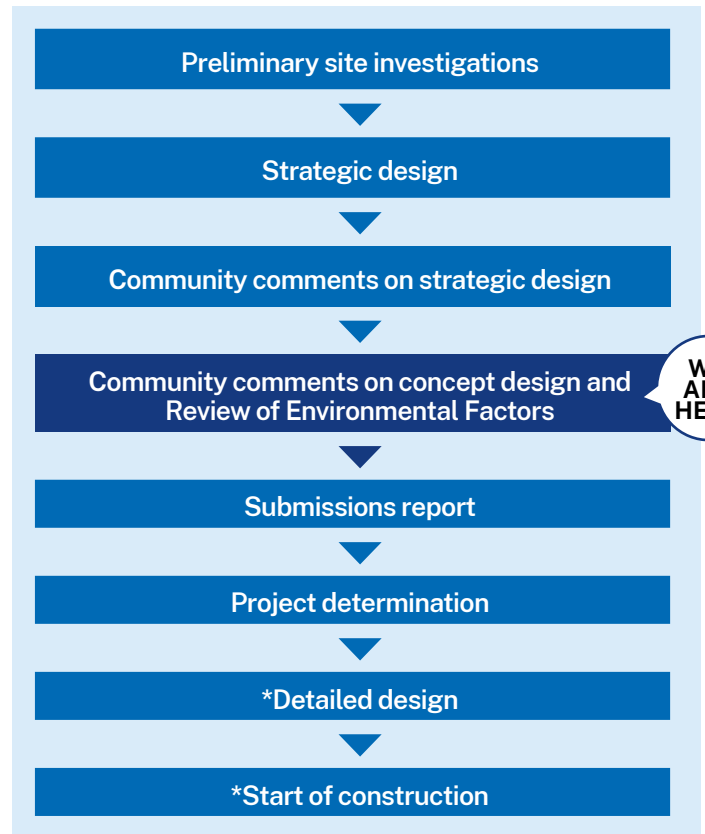 Preliminary site investigations
Strategic design
Community comments on strategic design
Community comments on concept design and
Review of Environmental Factors
Submissions report
Project determination
*Detailed design
*Start of construction